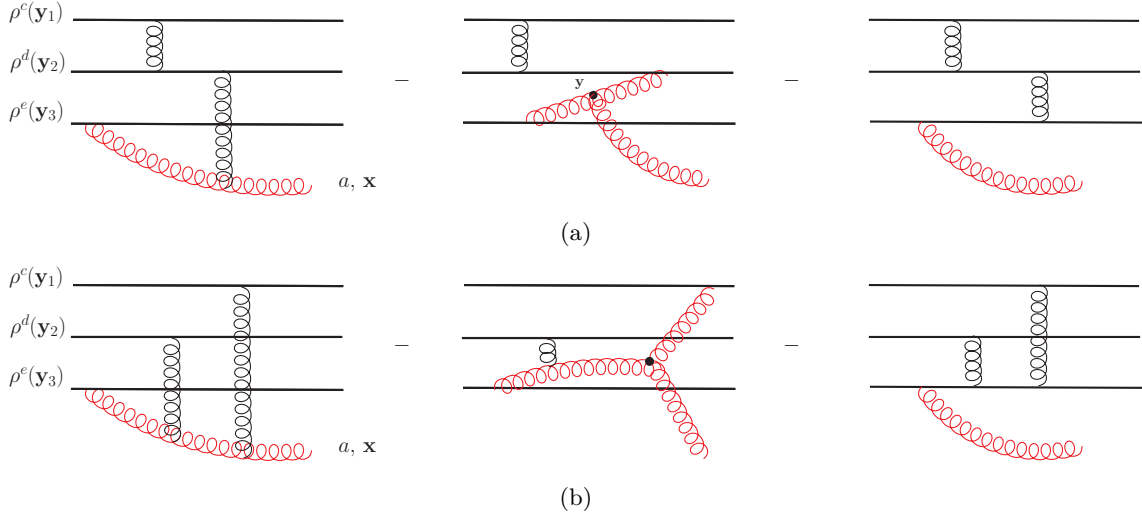 ρ^c(𝐲_1)
ρ^d(𝐲_2)
ρ^e(𝐲_3)
− −
𝐲
a, 𝐱
(a)
ρ^c(𝐲_1)
ρ^d(𝐲_2)
ρ^e(𝐲_3)
− −
a, 𝐱
(b)